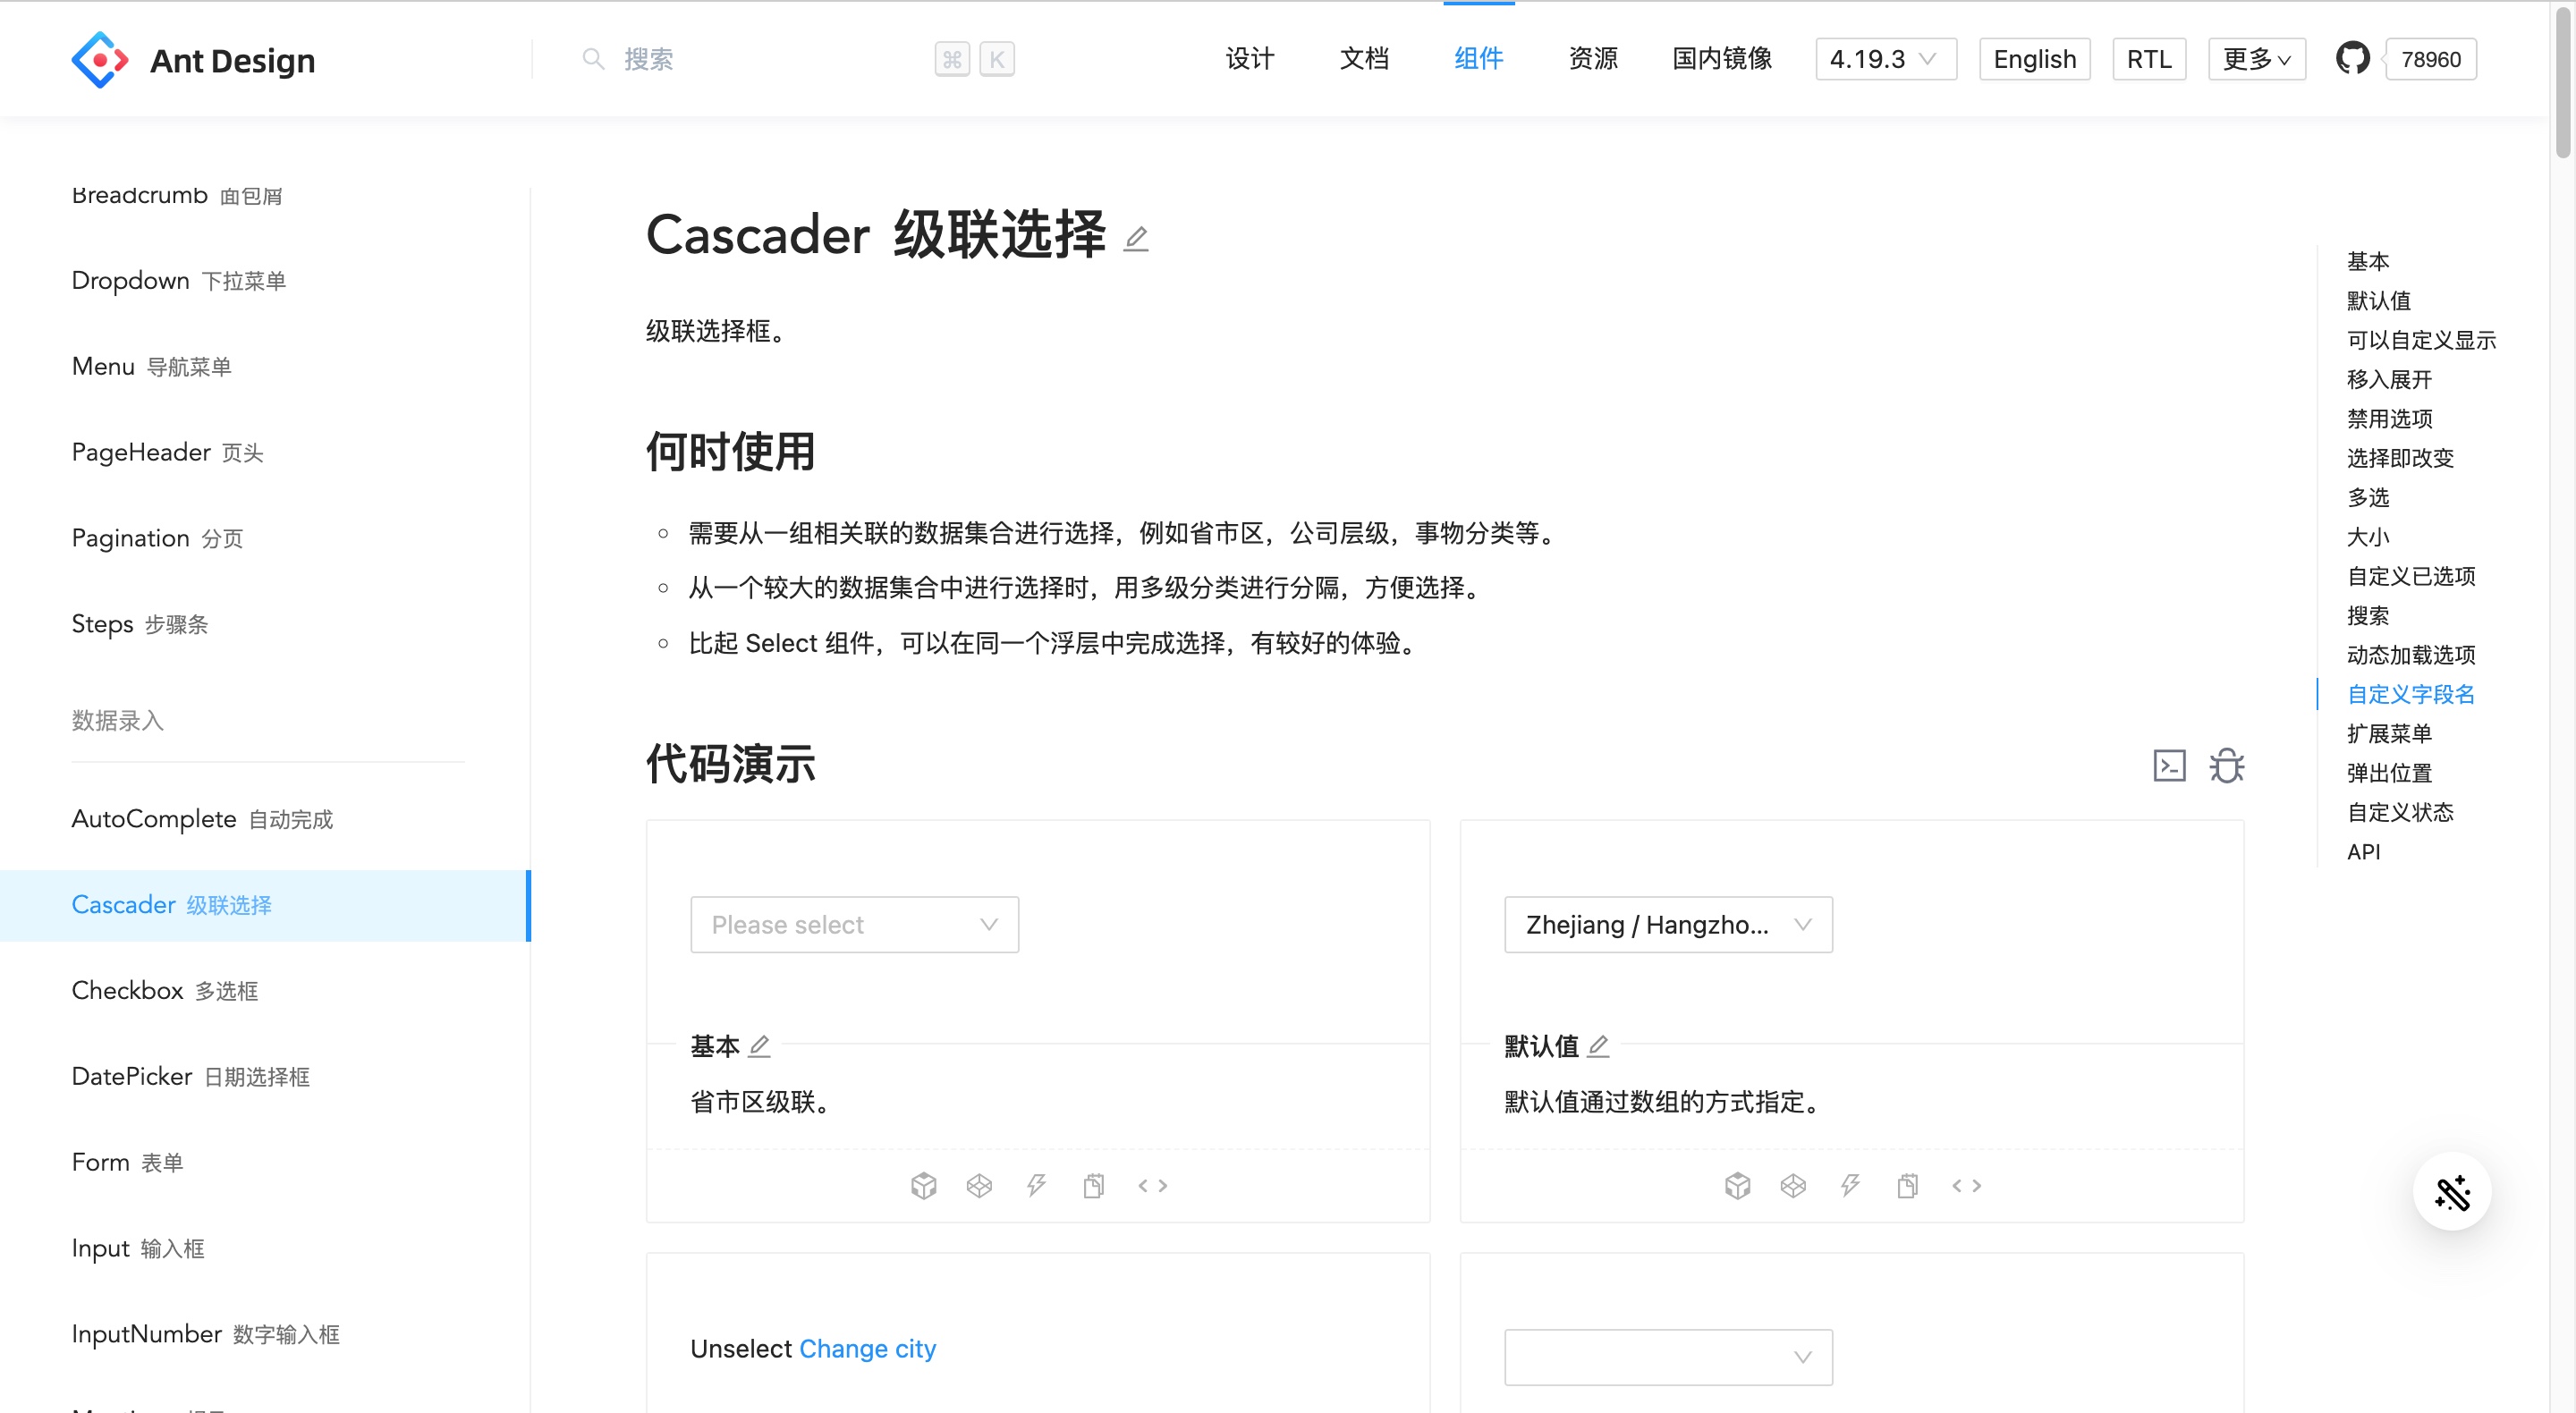 Ant Design
搜索
⌘ K
设计 文档 组件 资源 国内镜像 4.19.3 English RTL 更多 78960
Breadcrumb 面包屑
Dropdown 下拉菜单
Menu 导航菜单
PageHeader 页头
Pagination 分页
Steps 步骤条
数据录入
AutoComplete 自动完成
Cascader 级联选择
Checkbox 多选框
DatePicker 日期选择框
Form 表单
Input 输入框
InputNumber 数字输入框
Cascader 级联选择
级联选择框。
何时使用
需要从一组相关联的数据集合进行选择，例如省市区，公司层级，事物分类等。
从一个较大的数据集合中进行选择时，用多级分类进行分隔，方便选择。
比起 Select 组件，可以在同一个浮层中完成选择，有较好的体验。
代码演示
Please select
基本
省市区级联。
Zhejiang / Hangzho...
默认值
默认值通过数组的方式指定。
Unselect Change city
基本
默认值
可以自定义显示
移入展开
禁用选项
选择即改变
多选
大小
自定义已选项
搜索
动态加载选项
自定义字段名
扩展菜单
弹出位置
自定义状态
API